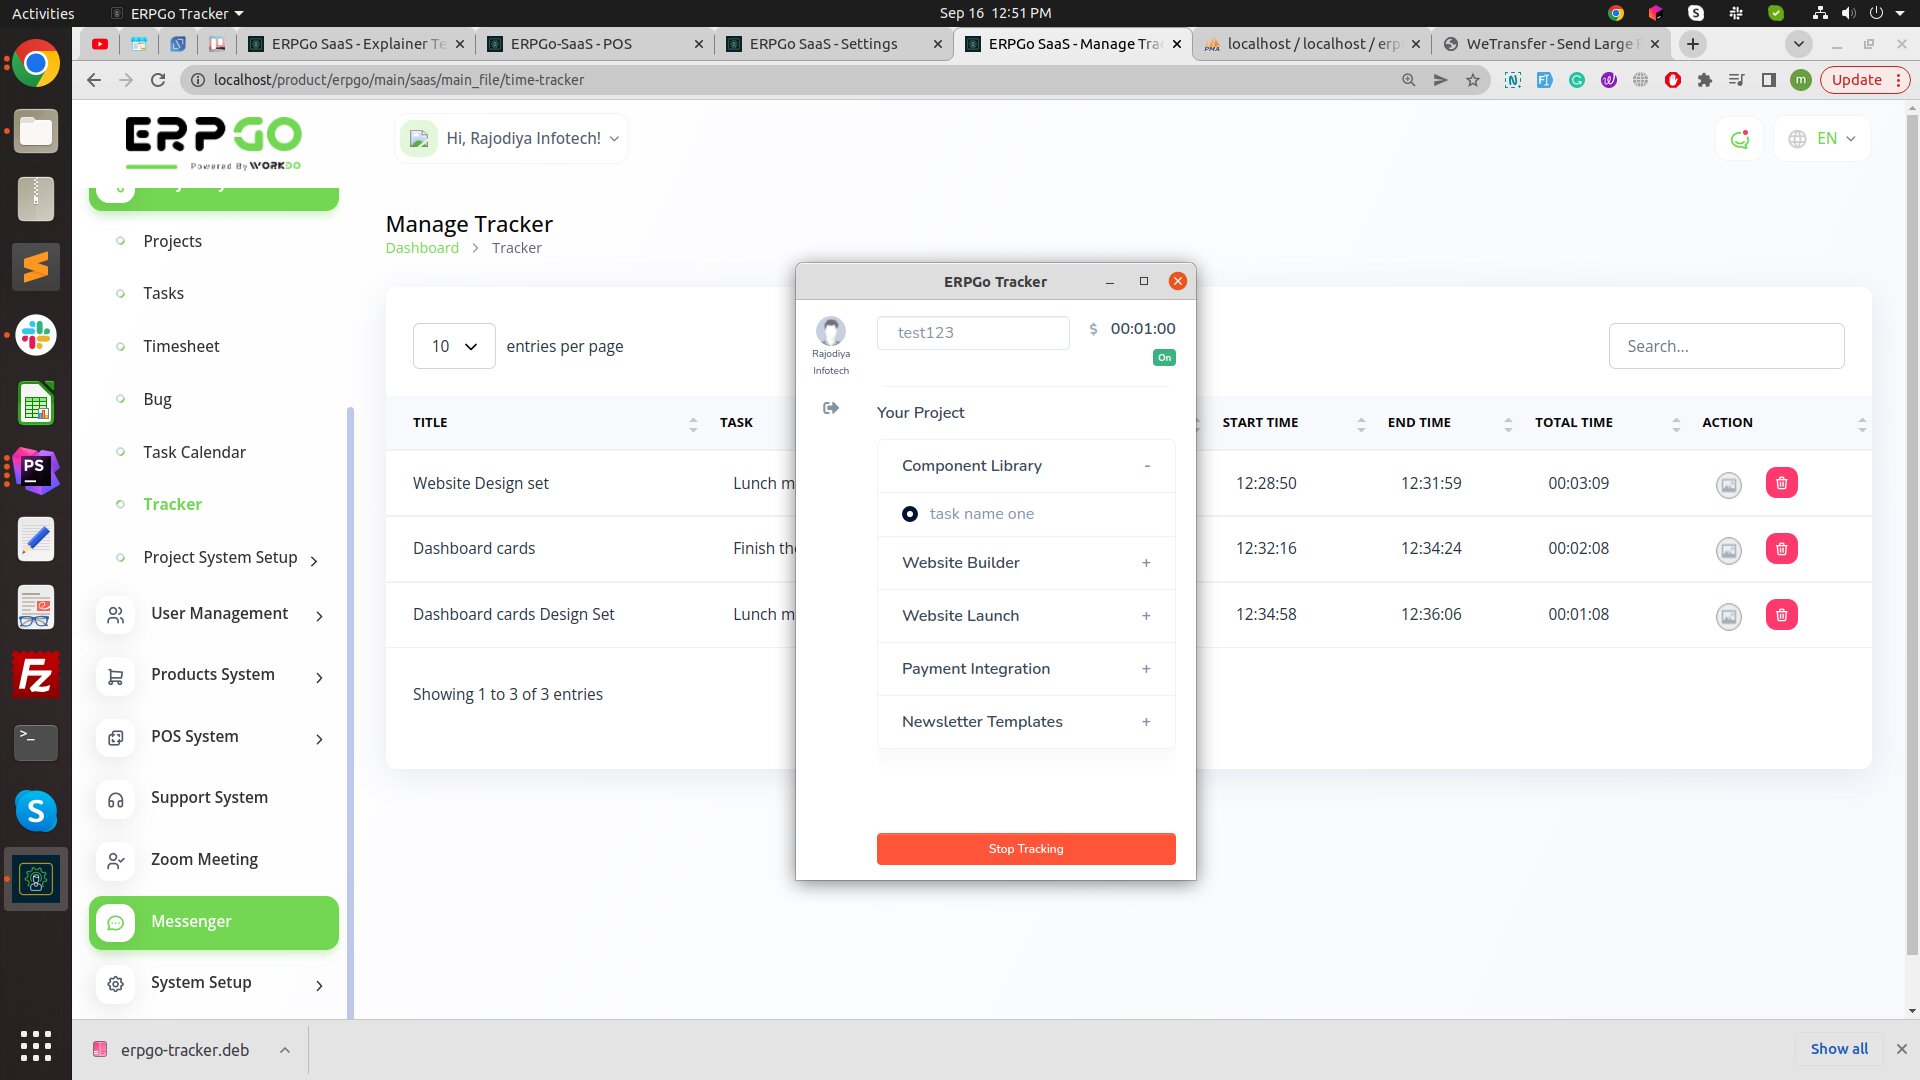 Activities
ERPGo Tracker
Sep 16 12:51 PM
ERPGo SaaS - Explainer Te
ERPGo-SaaS - POS
ERPGo SaaS - Settings
ERPGo SaaS - Manage Tra
localhost / localhost / erp
WeTransfer - Send Large F
localhost/product/erpgo/main/saas/main_file/time-tracker
m
Update
ERPGO
Powered By WORKDO
Hi, Rajodiya Infotech!
EN
Manage Tracker
Dashboard > Tracker
Projects
Tasks
Timesheet
Bug
Task Calendar
Tracker
Project System Setup
User Management
Products System
POS System
Support System
Zoom Meeting
Messenger
System Setup
10 entries per page
Search...
TITLE TASK START TIME END TIME TOTAL TIME ACTION
Website Design set Lunch m 12:28:50 12:31:59 00:03:09
Dashboard cards Finish the 12:32:16 12:34:24 00:02:08
Dashboard cards Design Set Lunch m 12:34:58 12:36:06 00:01:08
Showing 1 to 3 of 3 entries
ERPGo Tracker
Rajodiya
Infotech
test123
$ 00:01:00
On
Your Project
Component Library -
task name one
Website Builder +
Website Launch +
Payment Integration +
Newsletter Templates +
Stop Tracking
PS
FZ
S
erpgo-tracker.deb
Show all